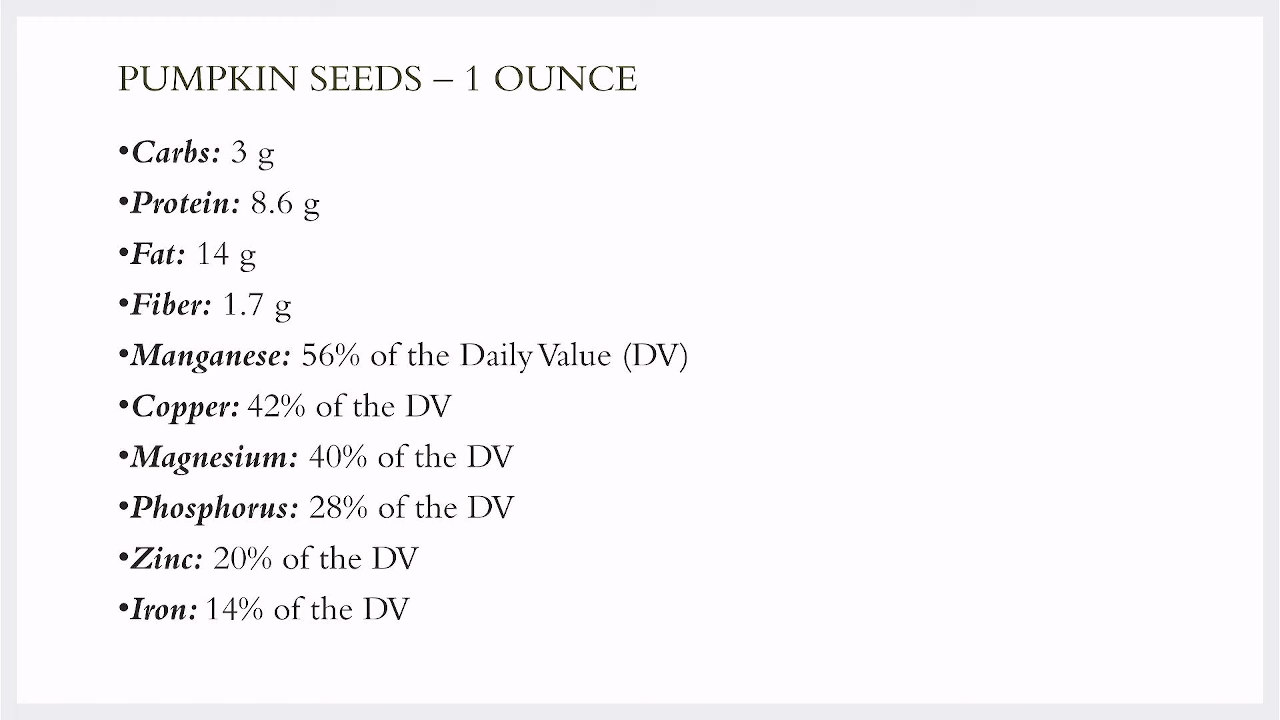 PUMPKIN SEEDS – 1 OUNCE
•Carbs: 3 g
•Protein: 8.6 g
•Fat: 14 g
•Fiber: 1.7 g
•Manganese: 56% of the Daily Value (DV)
•Copper: 42% of the DV
•Magnesium: 40% of the DV
•Phosphorus: 28% of the DV
•Zinc: 20% of the DV
•Iron: 14% of the DV